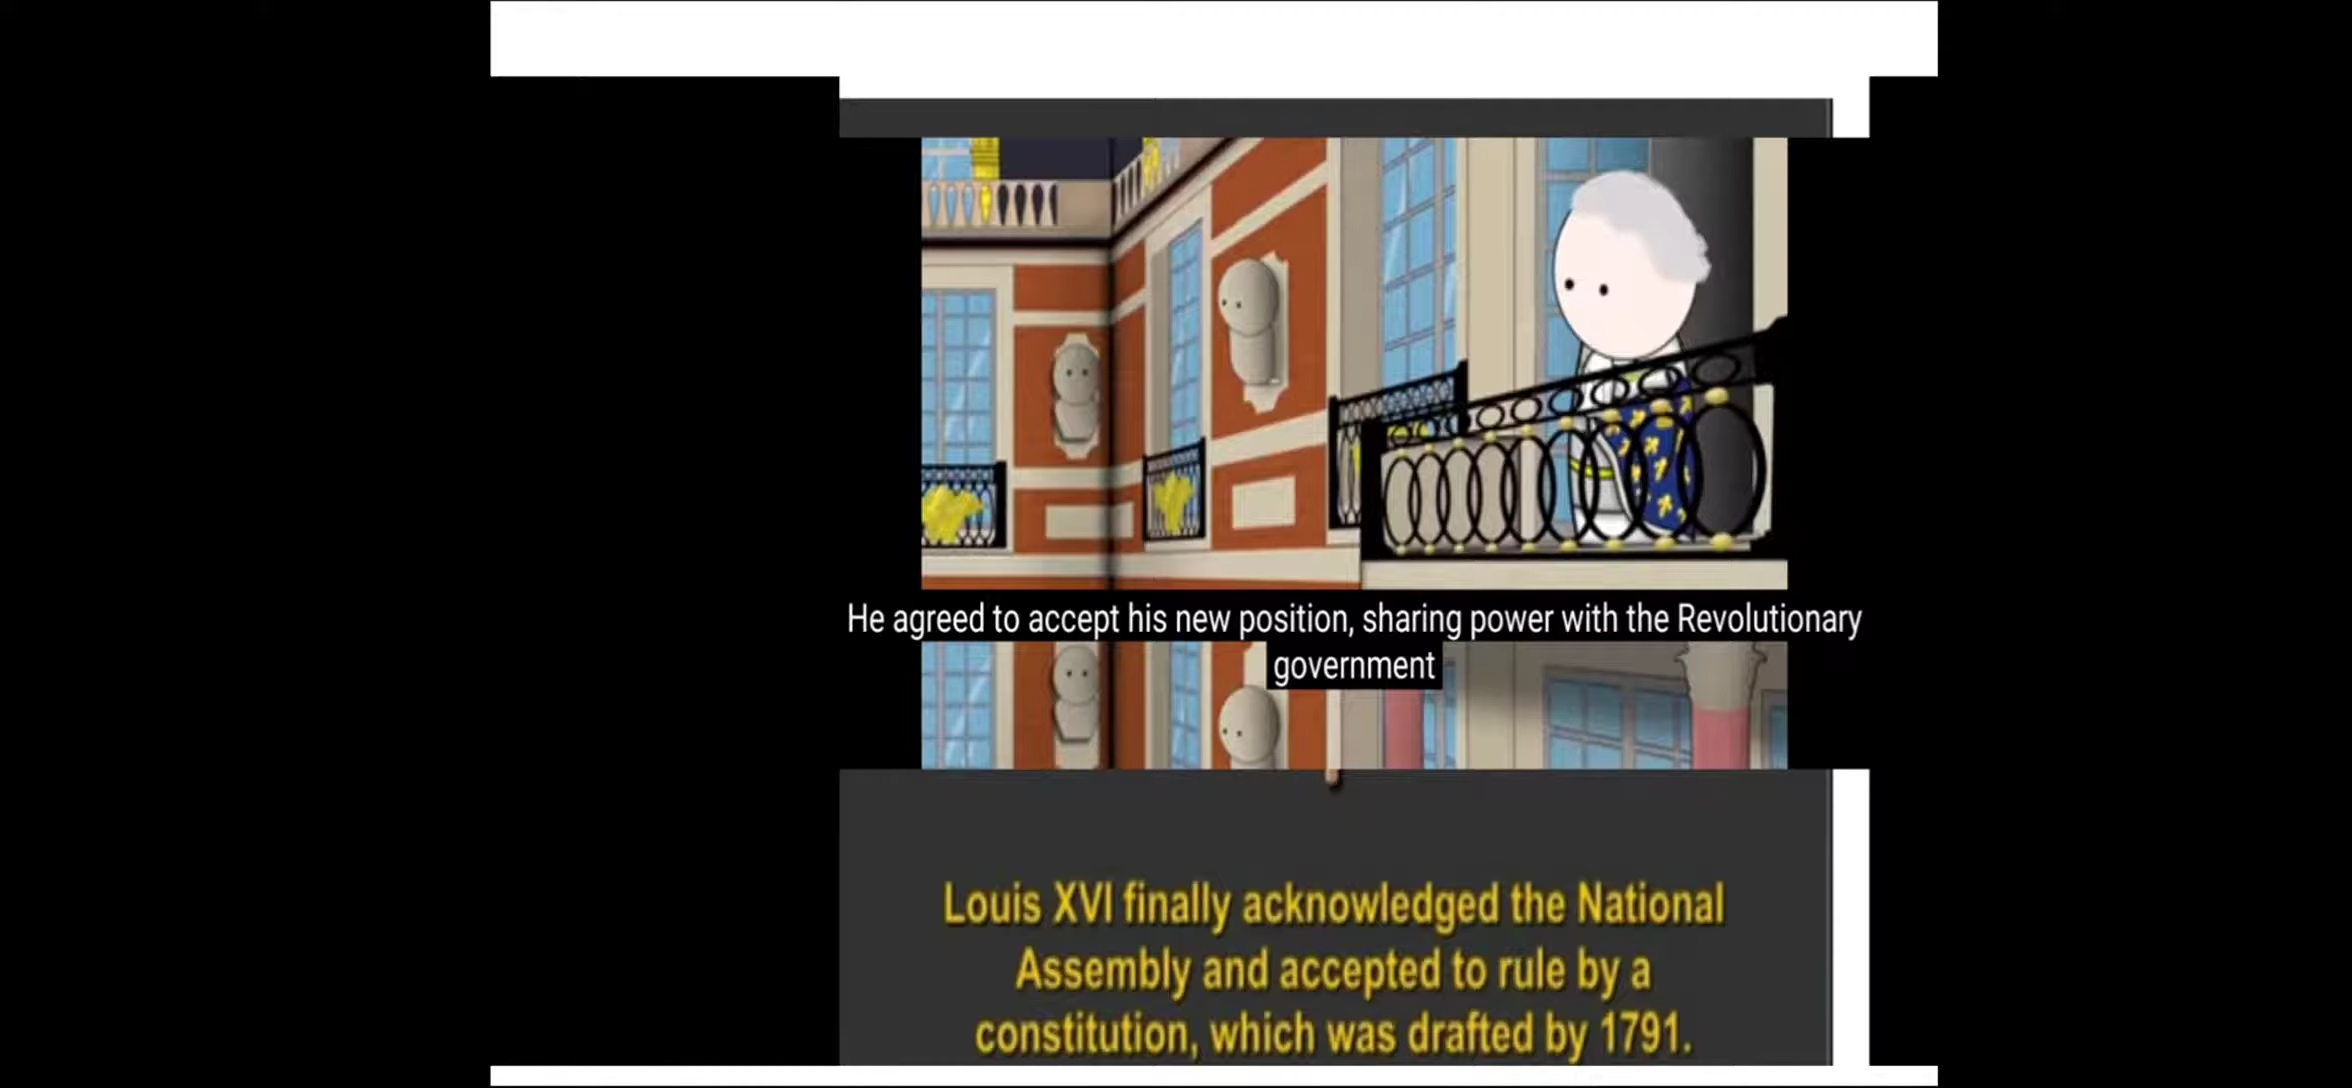 He agreed to accept his new position, sharing power with the Revolutionary
government
Louis XVI finally acknowledged the National
Assembly and accepted to rule by a
constitution, which was drafted by 1791.